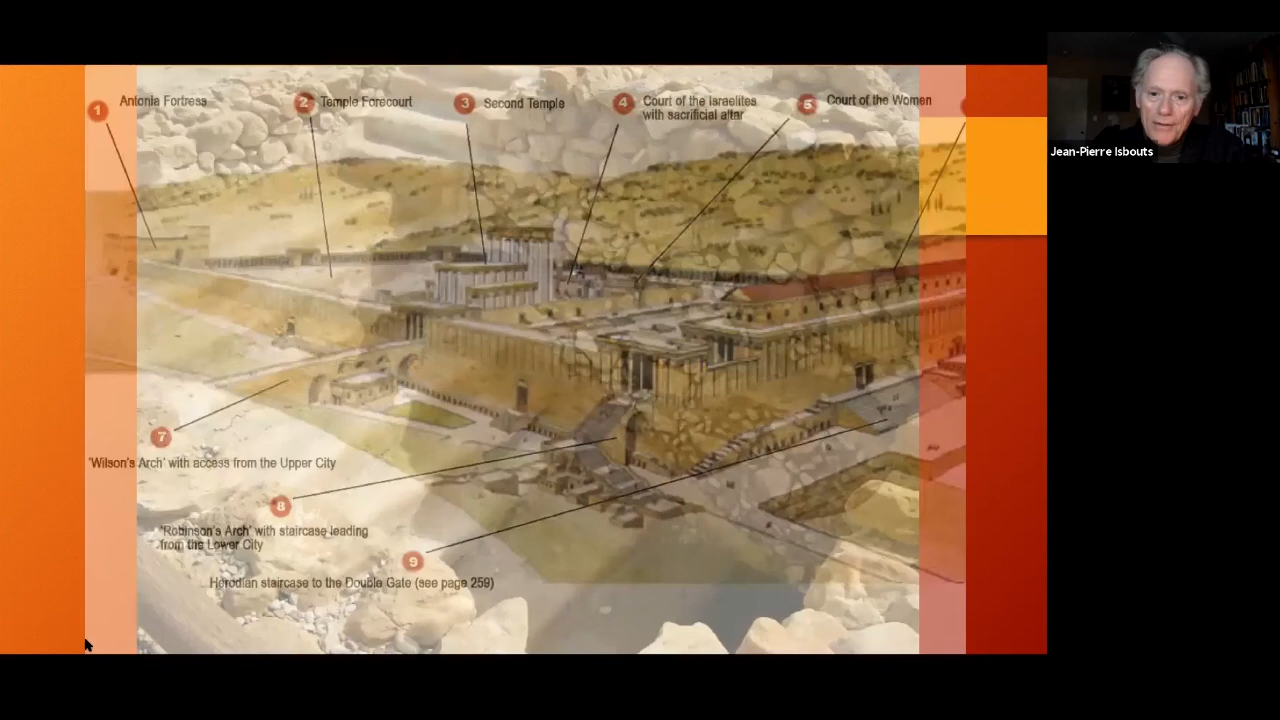 1
Antonia Fortress
2
Temple Forecourt
3
Second Temple
4
Court of the Israelites
with sacrificial altar
5
Court of the Women
Jean-Pierre Isbouts
7
'Wilson's Arch' with access from the Upper City
8
'Robinson's Arch' with staircase leading
from the Lower City
9
Herodian staircase to the Double Gate (see page 259)